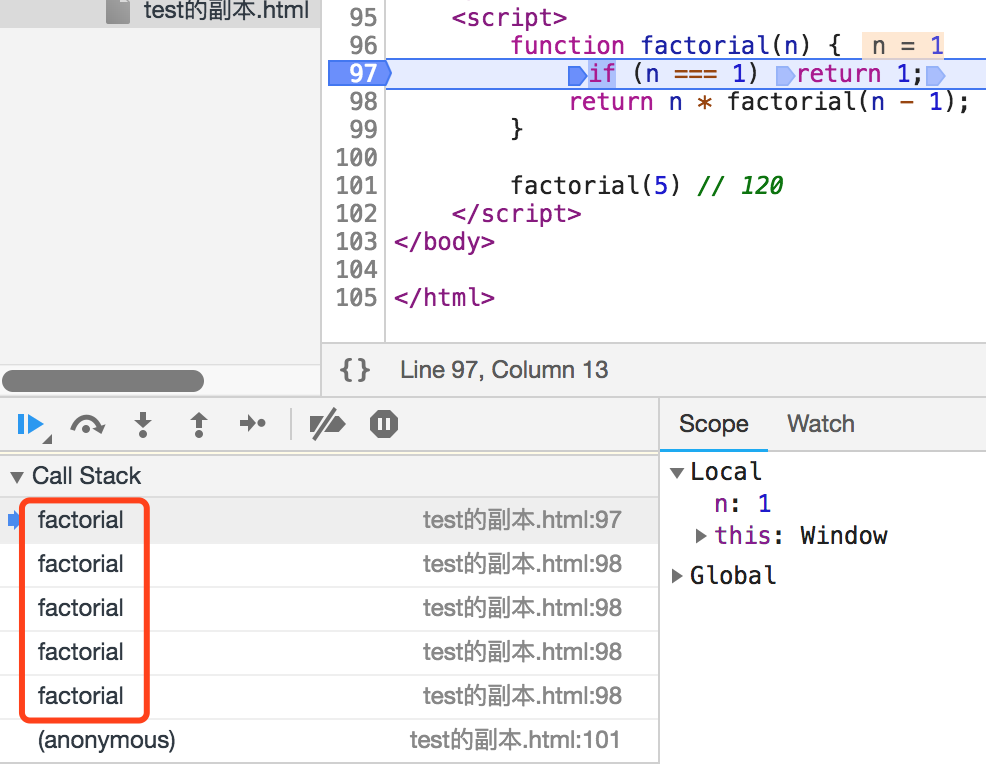 test的副本.html
95 <script>
96 function factorial(n) { n = 1
97 if (n === 1) return 1;
98 return n * factorial(n - 1);
99 }
100
101 factorial(5) // 120
102 </script>
103 </body>
104
105 </html>
{} Line 97, Column 13
Scope Watch
Call Stack
factorial test的副本.html:97
factorial test的副本.html:98
factorial test的副本.html:98
factorial test的副本.html:98
factorial test的副本.html:98
(anonymous) test的副本.html:101
Local
n: 1
this: Window
Global